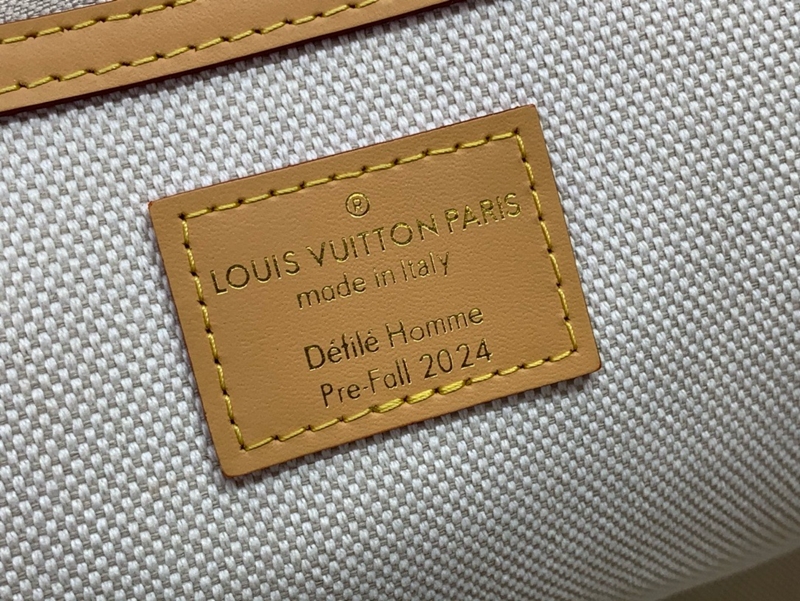 ®
LOUIS VUITTON PARIS
made in Italy
Défilé Homme
Pre-Fall 2024